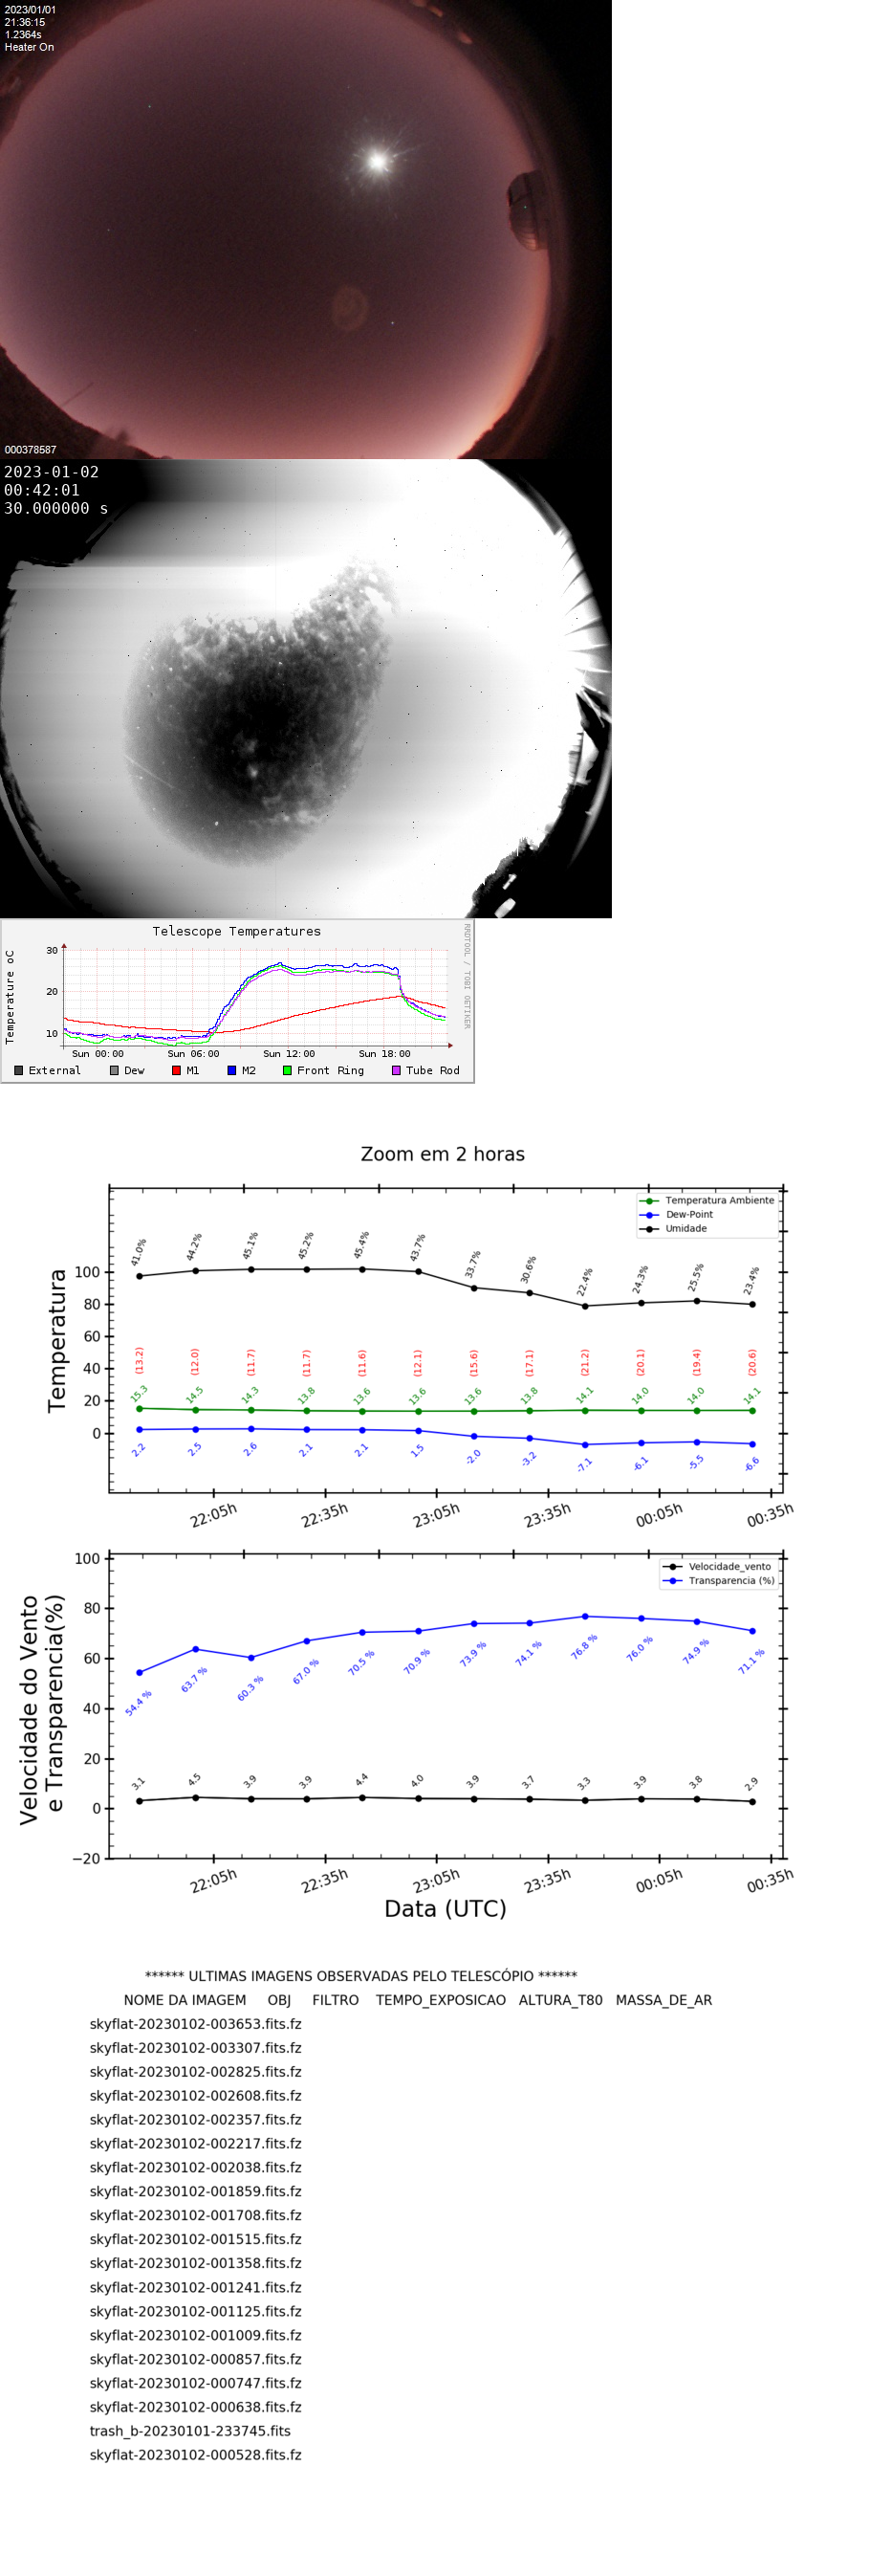 2023/01/01
21:36:15
1.2364s
Heater On
000378587
2023-01-02
00:42:01
30.000000 s
Telescope Temperatures
RRDTOOL / TOBI OETIKER
Temperature oC
30
20
10
Sun 00:00 Sun 06:00 Sun 12:00 Sun 18:00
External Dew M1 M2 Front Ring Tube Rod
Zoom em 2 horas
Temperatura Ambiente
Dew-Point
Umidade
Temperatura
100
80
60
40
20
0
41.0% 44.2% 45.1% 45.2% 45.4% 43.7% 33.7% 30.6% 22.4% 24.3% 25.5% 23.4%
(13.2) (12.0) (11.7) (11.7) (11.6) (12.1) (15.6) (17.1) (21.2) (20.1) (19.4) (20.6)
15.3 14.5 14.3 13.8 13.6 13.6 13.6 13.8 14.1 14.0 14.0 14.1
2.2 2.5 2.6 2.1 2.1 1.5 -2.0 -3.2 -7.1 -6.1 -5.5 -6.6
22:05h 22:35h 23:05h 23:35h 00:05h 00:35h
Velocidade_vento
Transparencia (%)
Velocidade do Vento
e Transparencia(%)
100
80
60
40
20
0
−20
54.4 % 63.7 % 60.3 % 67.0 % 70.5 % 70.9 % 73.9 % 74.1 % 76.8 % 76.0 % 74.9 % 71.1 %
3.1 4.5 3.9 3.9 4.4 4.0 3.9 3.7 3.3 3.9 3.8 2.9
22:05h 22:35h 23:05h 23:35h 00:05h 00:35h
Data (UTC)
****** ULTIMAS IMAGENS OBSERVADAS PELO TELESCÓPIO ******
NOME DA IMAGEM OBJ FILTRO TEMPO_EXPOSICAO ALTURA_T80 MASSA_DE_AR
skyflat-20230102-003653.fits.fz
skyflat-20230102-003307.fits.fz
skyflat-20230102-002825.fits.fz
skyflat-20230102-002608.fits.fz
skyflat-20230102-002357.fits.fz
skyflat-20230102-002217.fits.fz
skyflat-20230102-002038.fits.fz
skyflat-20230102-001859.fits.fz
skyflat-20230102-001708.fits.fz
skyflat-20230102-001515.fits.fz
skyflat-20230102-001358.fits.fz
skyflat-20230102-001241.fits.fz
skyflat-20230102-001125.fits.fz
skyflat-20230102-001009.fits.fz
skyflat-20230102-000857.fits.fz
skyflat-20230102-000747.fits.fz
skyflat-20230102-000638.fits.fz
trash_b-20230101-233745.fits
skyflat-20230102-000528.fits.fz